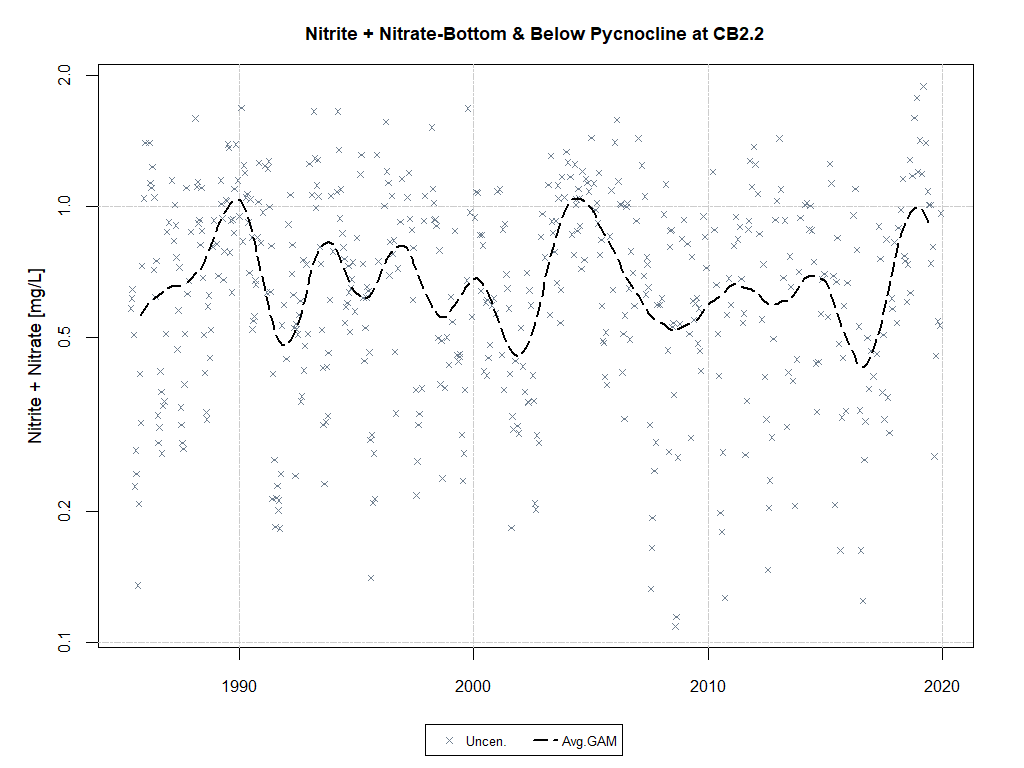 Nitrite + Nitrate-Bottom & Below Pycnocline at CB2.2
Nitrite + Nitrate [mg/L]
2.0
1.0
0.5
0.2
0.1
1990 2000 2010 2020
Uncen. Avg.GAM